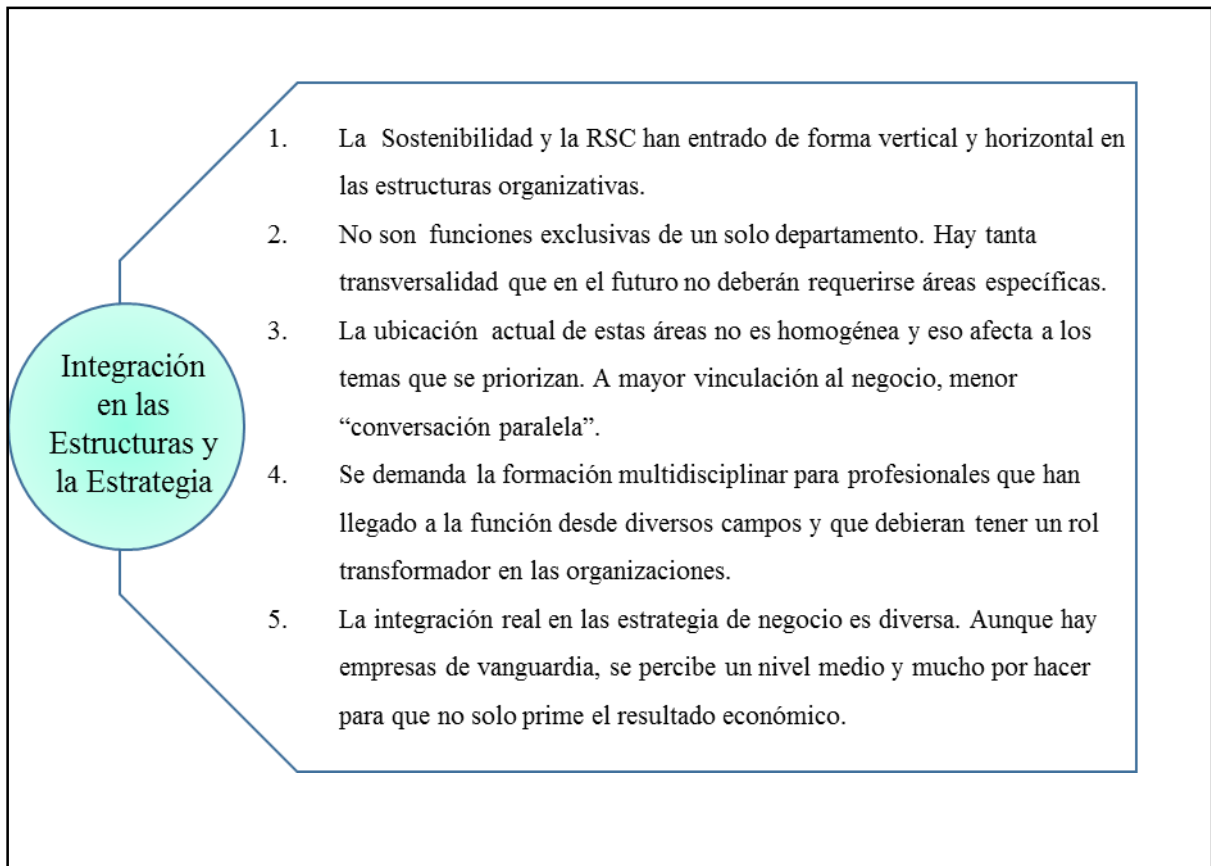 Integración
en las
Estructuras y
la Estrategia
1. La Sostenibilidad y la RSC han entrado de forma vertical y horizontal en
las estructuras organizativas.
2. No son funciones exclusivas de un solo departamento. Hay tanta
transversalidad que en el futuro no deberán requerirse áreas específicas.
3. La ubicación actual de estas áreas no es homogénea y eso afecta a los
temas que se priorizan. A mayor vinculación al negocio, menor
“conversación paralela”.
4. Se demanda la formación multidisciplinar para profesionales que han
llegado a la función desde diversos campos y que debieran tener un rol
transformador en las organizaciones.
5. La integración real en las estrategia de negocio es diversa. Aunque hay
empresas de vanguardia, se percibe un nivel medio y mucho por hacer
para que no solo prime el resultado económico.